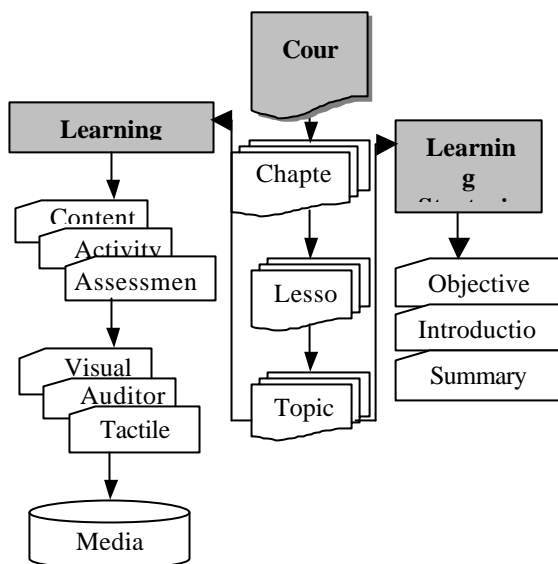 Cour
Learning
Learnin
g
Chapte
Content
Activity
Assessmen
Lesso
Objective
Introductio
Summary
Visual
Auditor
Tactile
Topic
Media